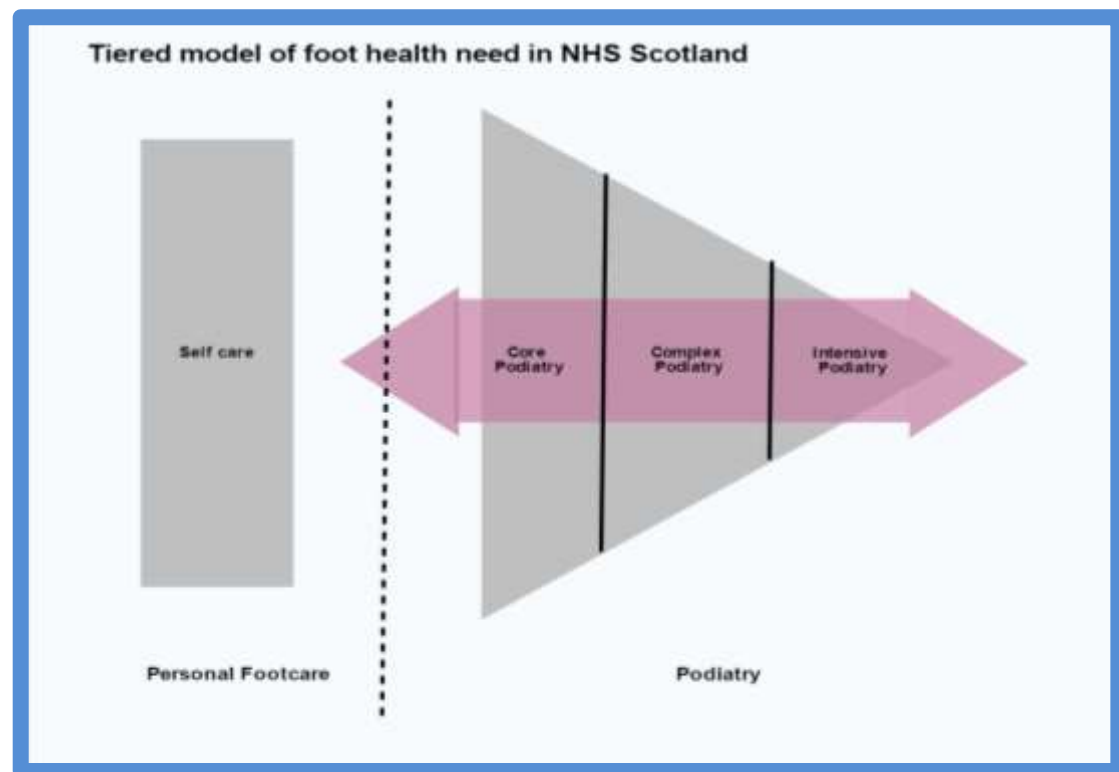 Tiered model of foot health need in NHS Scotland
Self care
Core
Podiatry
Complex
Podiatry
Intensive
Podiatry
Personal Footcare
Podiatry